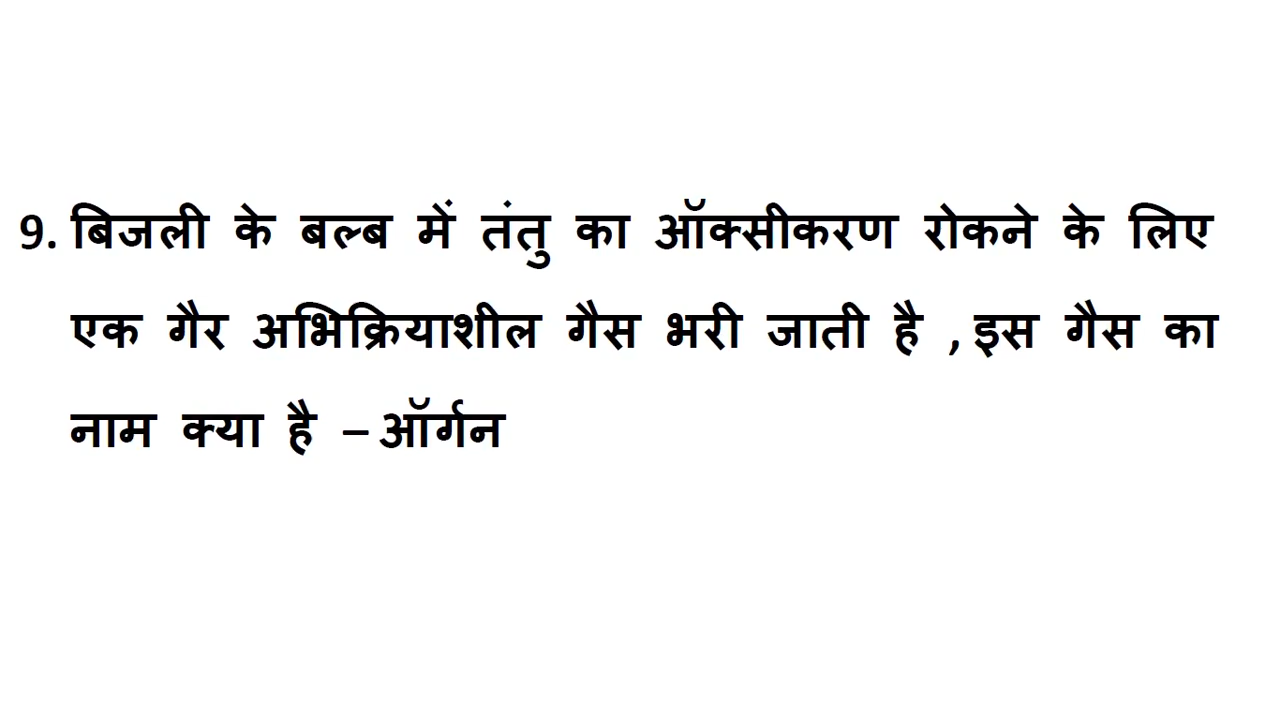 9. बिजली के बल्ब में तंतु का ऑक्सीकरण रोकने के लिए
एक गैर अभिक्रियाशील गैस भरी जाती है , इस गैस का
नाम क्या है – ऑर्गन